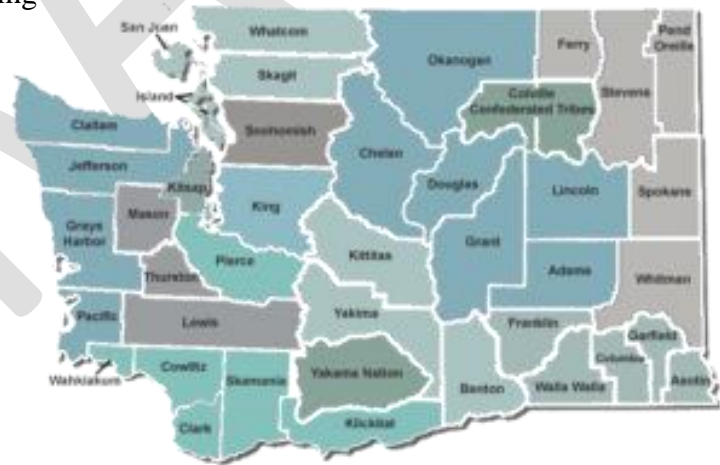 ing
San Juan
Whatcom
Skagit
Island
Snohomish
Okanogan
Ferry
Pend
Oreille
Stevens
Colville
Confederated Tribes
Clallam
Jefferson
Kitsap
Chelan
Douglas
Lincoln
Spokane
Mason
King
Grays
Harbor
Grant
Kittitas
Pierce
Adams
Whitman
Thurston
Pacific
Lewis
Yakima
Franklin
Garfield
Columbia
Wahkiakum
Cowlitz
Skamania
Yakama Nation
Benton
Walla Walla
Asotin
Clark
Klickitat